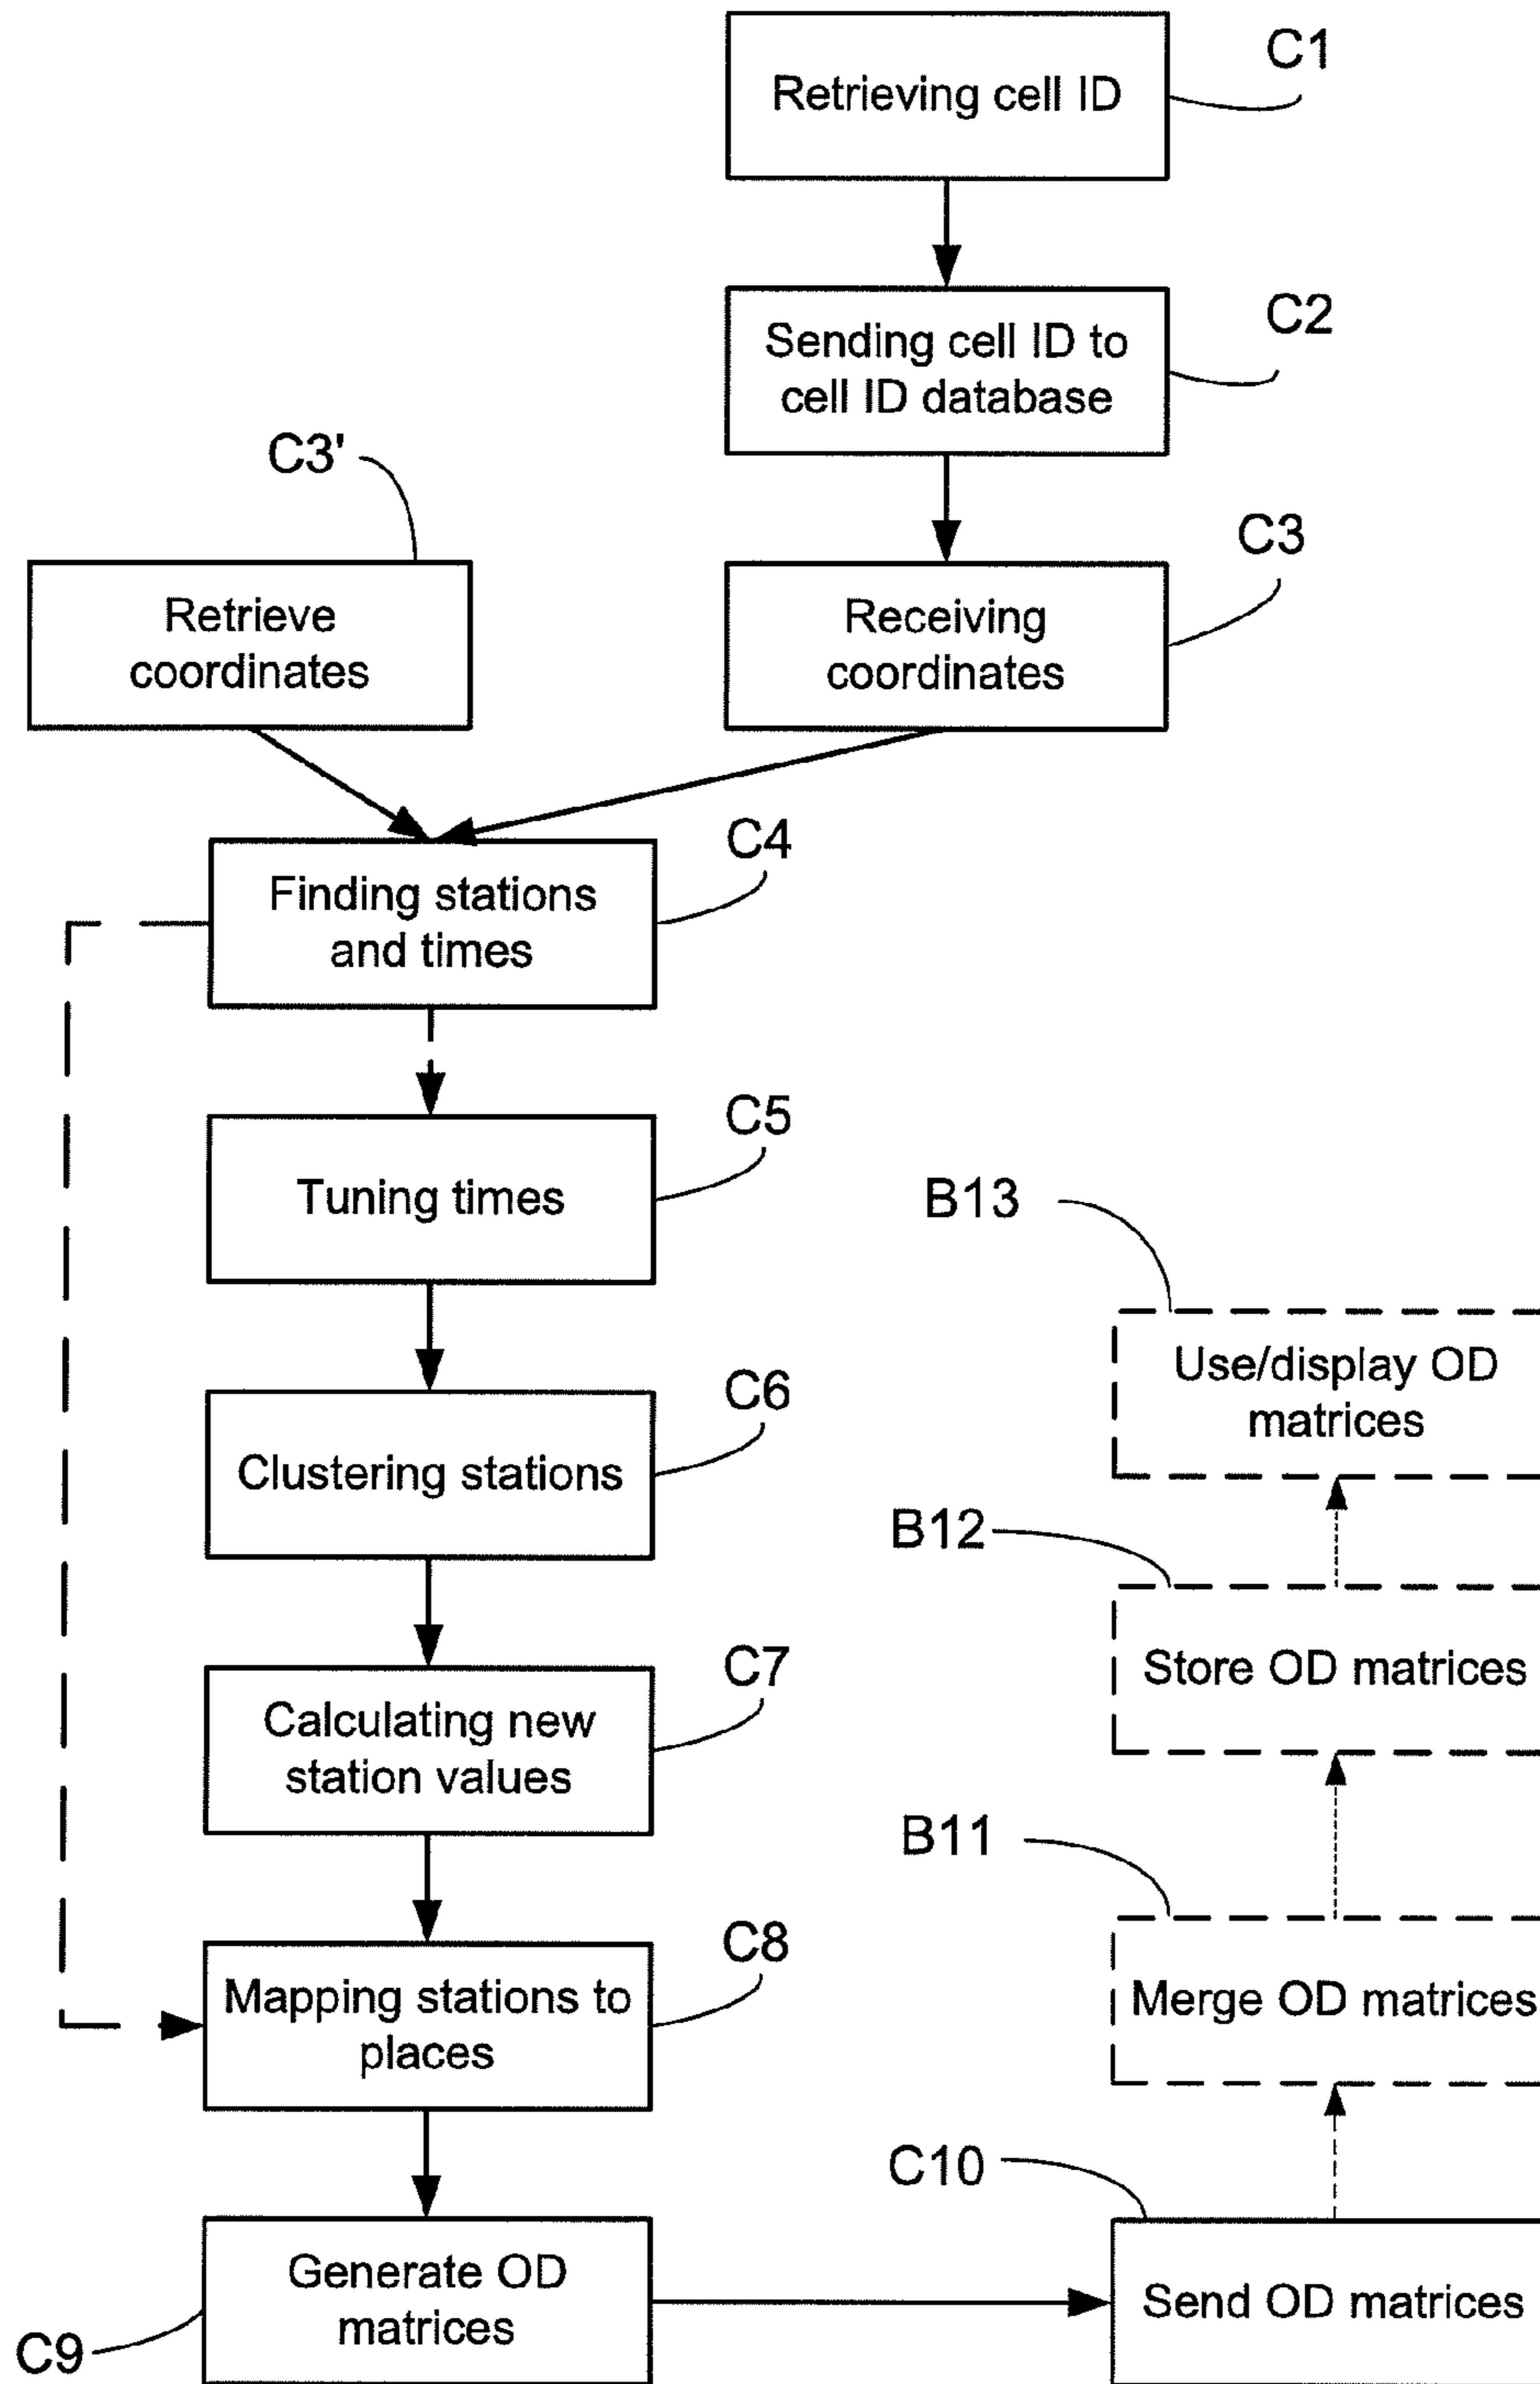 C1
Retrieving cell ID
C2
Sending cell ID to
cell ID database
C3'
C3
Retrieve
coordinates
Receiving
coordinates
C4
Finding stations
and times
C5
Tuning times
B13
Use/display OD
matrices
C6
Clustering stations
B12
Store OD matrices
C7
Calculating new
station values
B11
Merge OD matrices
C8
Mapping stations to
places
C10
Send OD matrices
Generate OD
matrices
C9